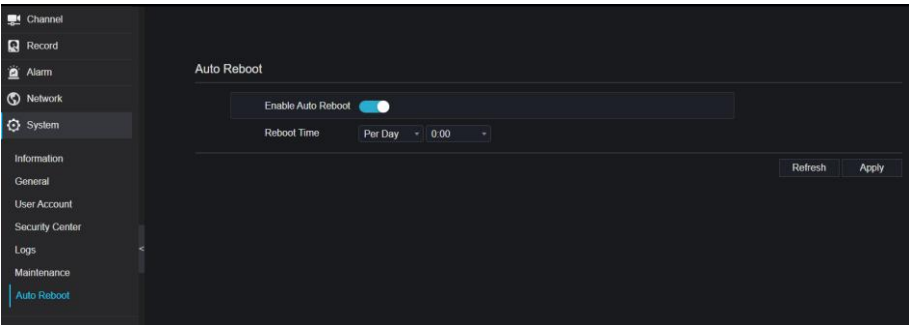 Channel
Record
Alarm
Network
System
Information
General
User Account
Security Center
Logs
Maintenance
Auto Reboot
<
Auto Reboot
Enable Auto Reboot
Reboot Time Per Day 0:00
Refresh Apply